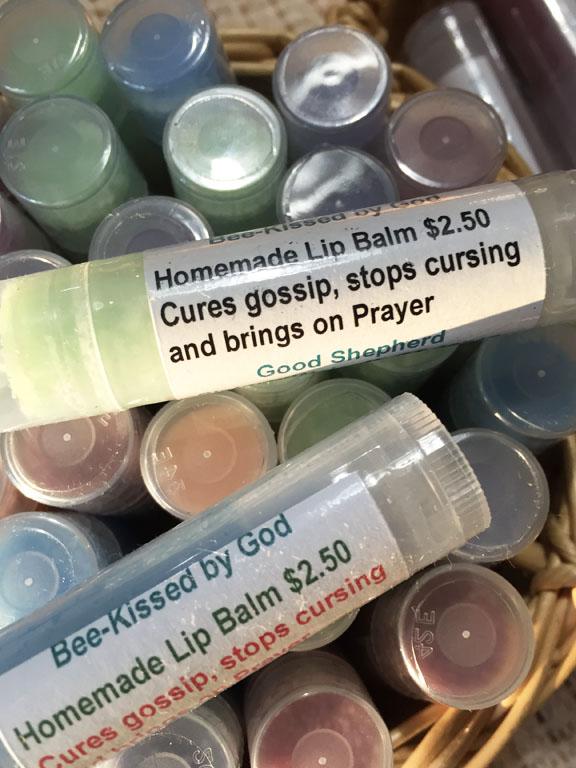 Bee-Kissed by God
Homemade Lip Balm $2.50
Cures gossip, stops cursing
and brings on Prayer
Good Shepherd
Bee-Kissed by God
Homemade Lip Balm $2.50
Cures gossip, stops cursing